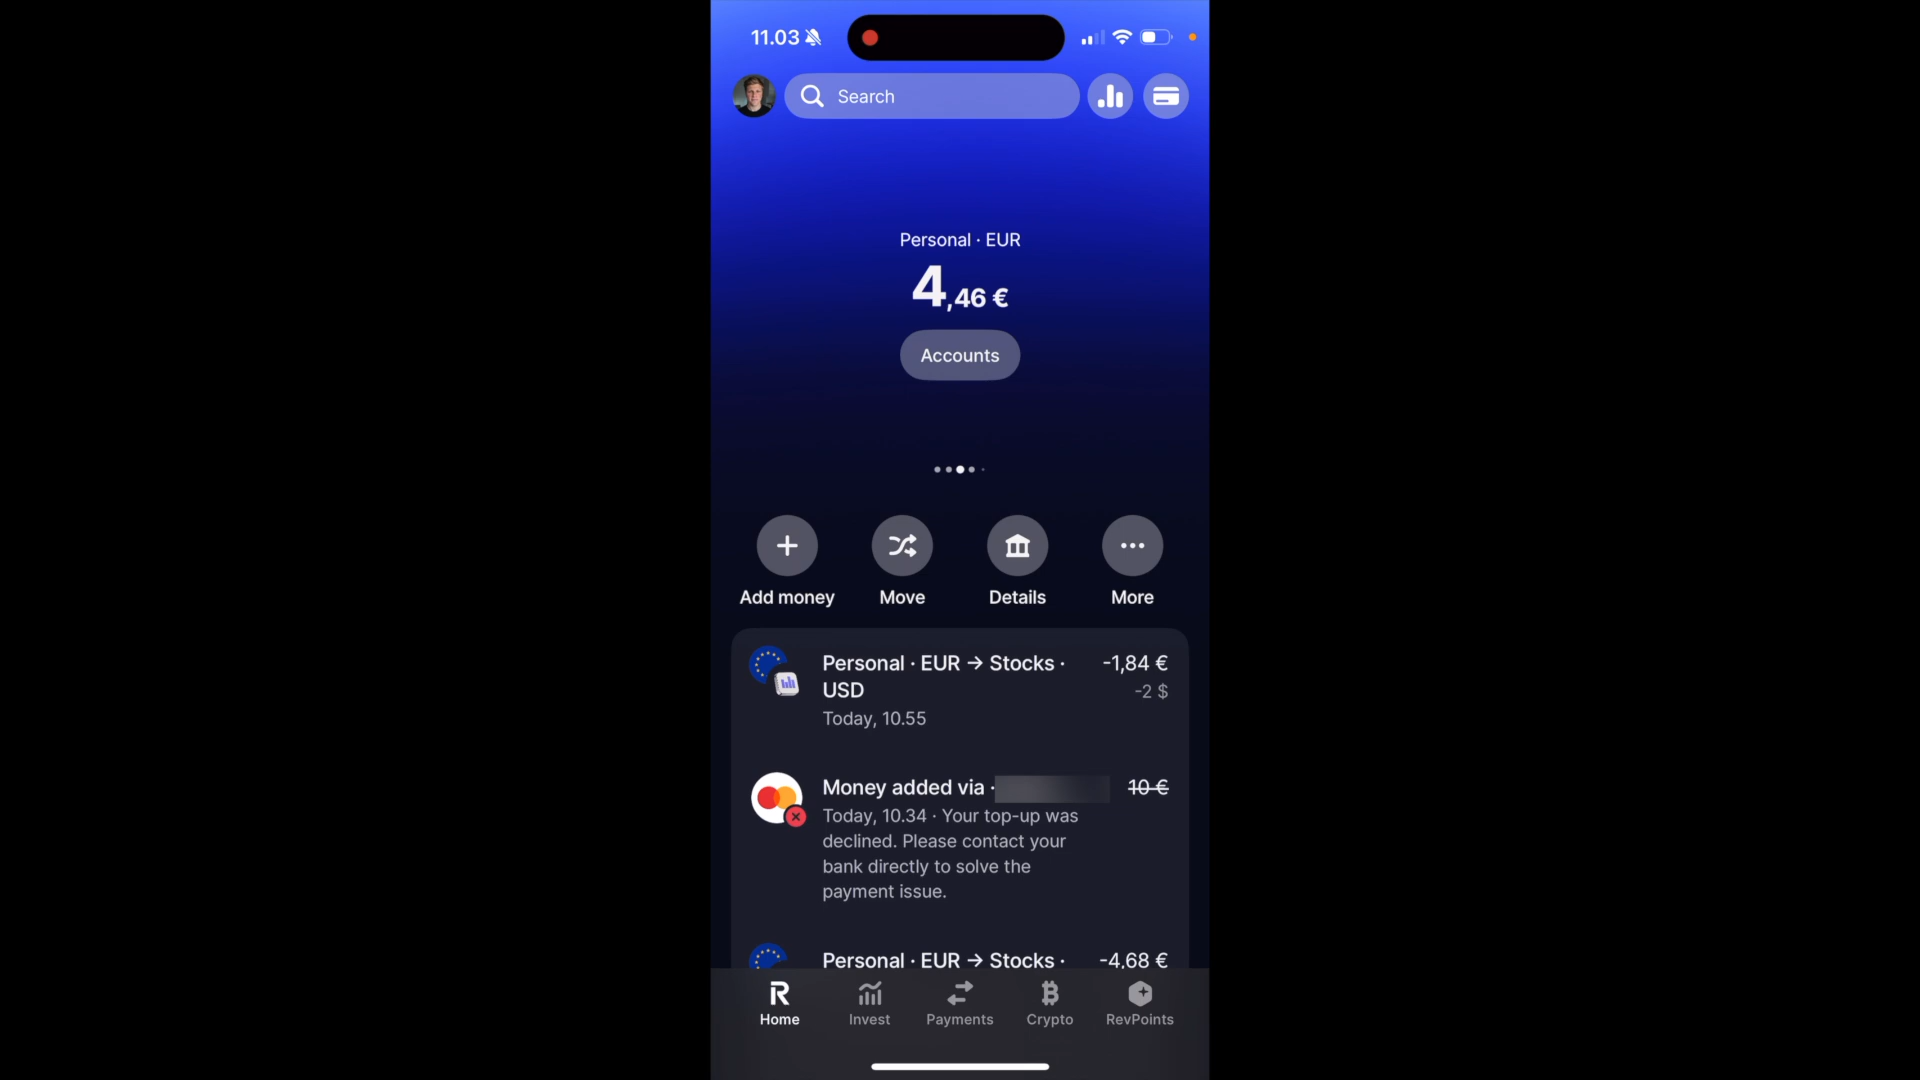 11.03
Search
Personal · EUR
4,46 €
Accounts
Add money
Move
Details
More
Personal · EUR → Stocks · -1,84 €
USD -2 $
Today, 10.55
Money added via · 10 €
Today, 10.34 · Your top-up was
declined. Please contact your
bank directly to solve the
payment issue.
Personal · EUR → Stocks · -4,68 €
Home
Invest
Payments
Crypto
RevPoints